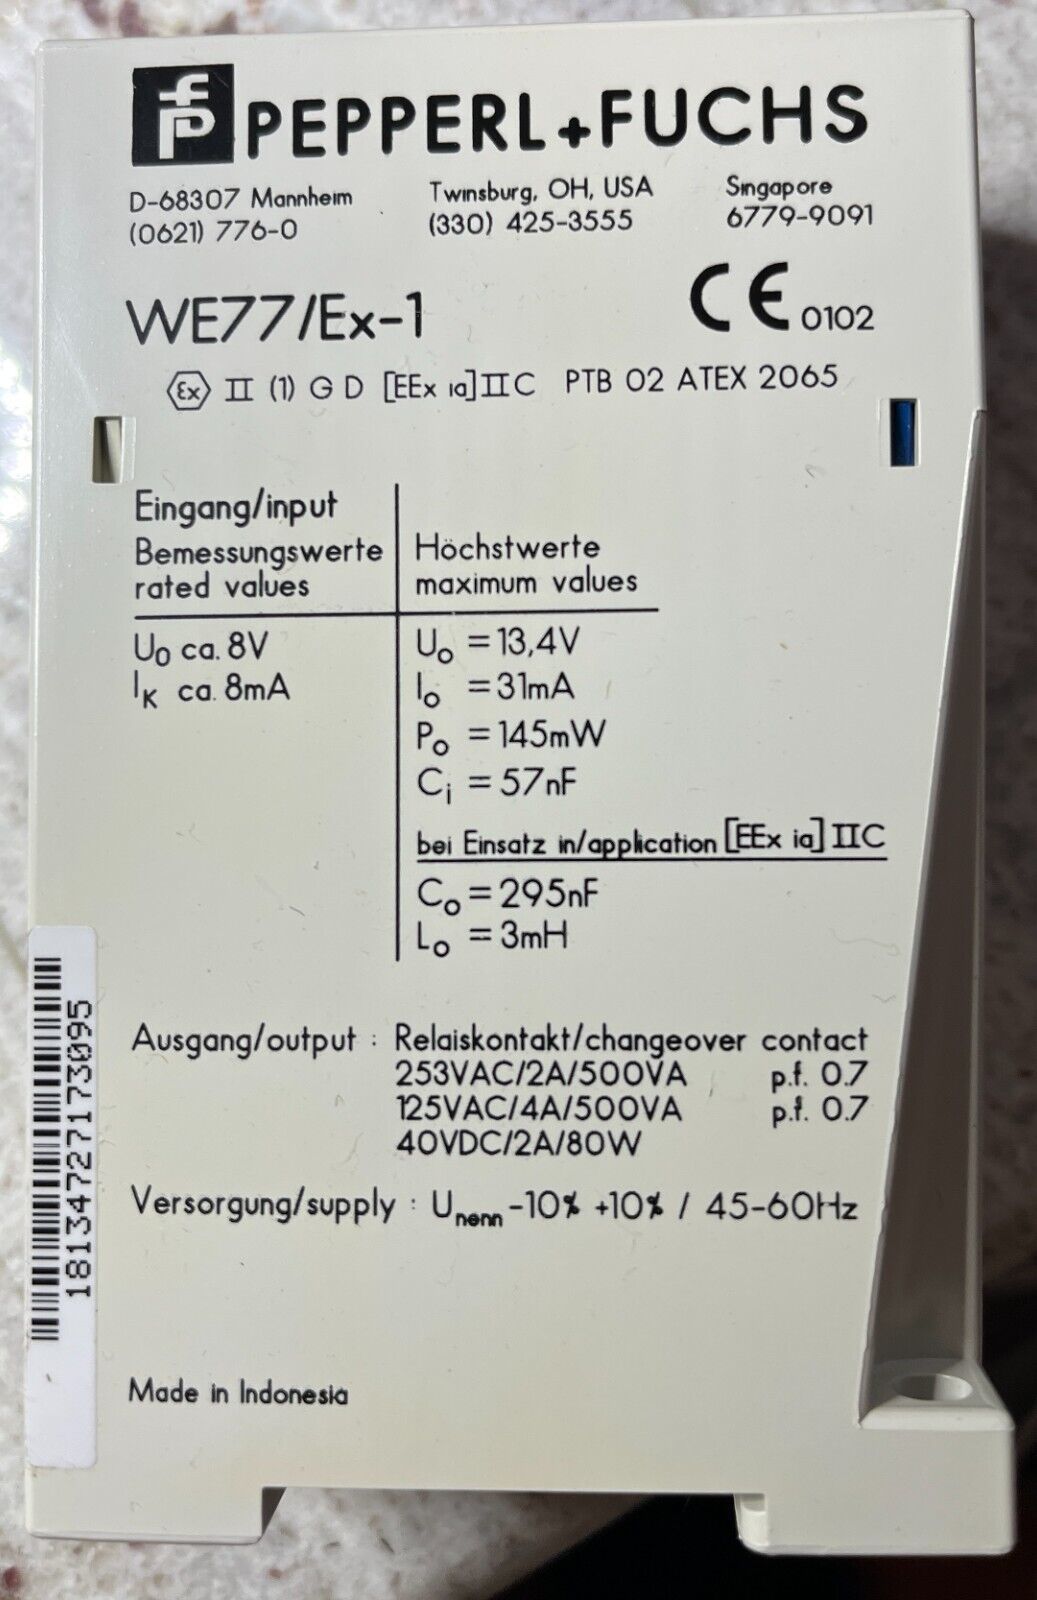 PEPPERL+FUCHS
D-68307 Mannheim
(0621) 776-0
Twinsburg, OH, USA
(330) 425-3555
Singapore
6779-9091
WE77/Ex-1
CE 0102
Ex II (1) G D [EEx ia] IIC PTB 02 ATEX 2065
Eingang/input
Bemessungswerte
rated values
Höchstwerte
maximum values
U₀ ca. 8V
Iₖ ca. 8mA
Uₒ = 13,4V
Iₒ = 31mA
Pₒ = 145mW
Cᵢ = 57nF
bei Einsatz in/application [EEx ia] IIC
Cₒ = 295nF
Lₒ = 3mH
Ausgang/output : Relaiskontakt/changeover contact
253VAC/2A/500VA p.f. 0.7
125VAC/4A/500VA p.f. 0.7
40VDC/2A/80W
Versorgung/supply : Unenn -10% +10% / 45-60Hz
Made in Indonesia
18134727173095